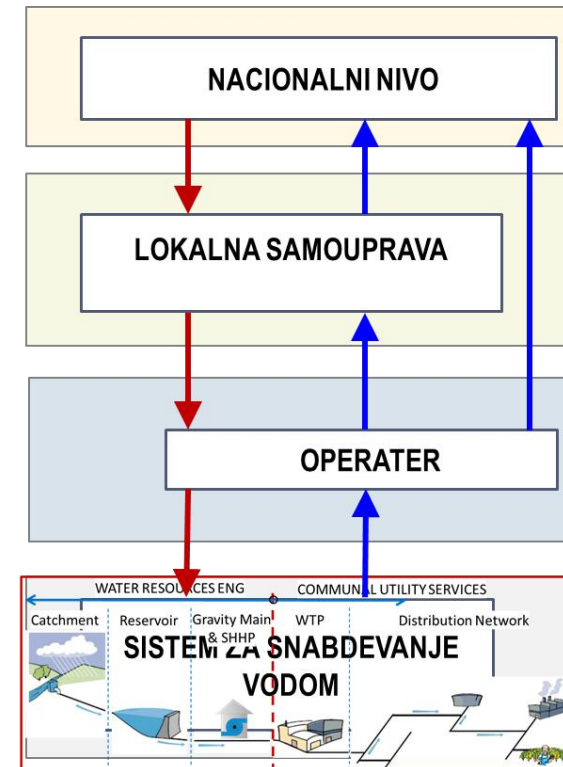 NACIONALNI NIVO
LOKALNA SAMOUPRAVA
OPERATER
WATER RESOURCES ENG
COMMUNAL UTILITY SERVICES
Catchment
Reservoir
Gravity Main
& SHHP
WTP
Distribution Network
SISTEM ZA SNABDEVANJE
VODOM